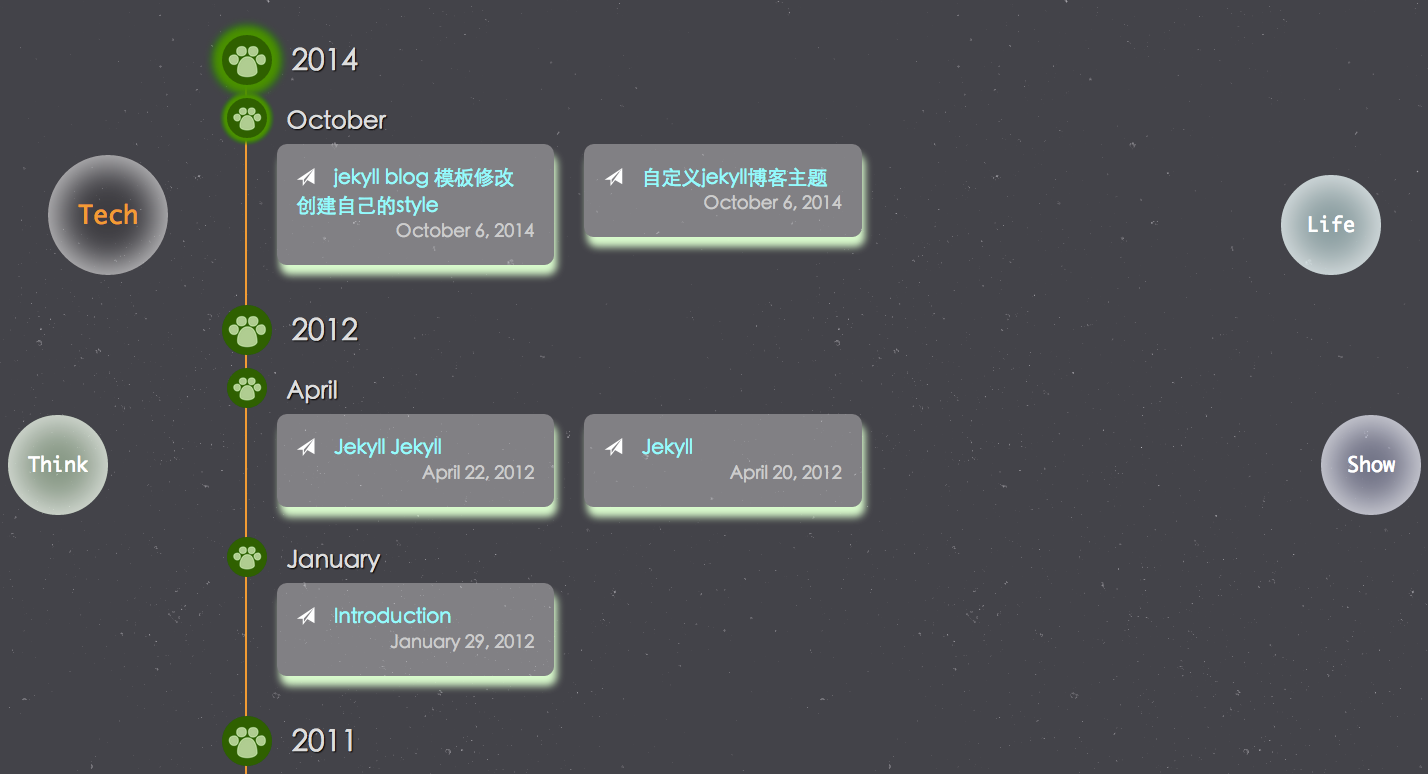 2014
October
jekyll blog 模板修改
创建自己的style
October 6, 2014
自定义jekyll博客主题
October 6, 2014
Tech
Life
2012
April
Jekyll Jekyll
April 22, 2012
Jekyll
April 20, 2012
Think
Show
January
Introduction
January 29, 2012
2011